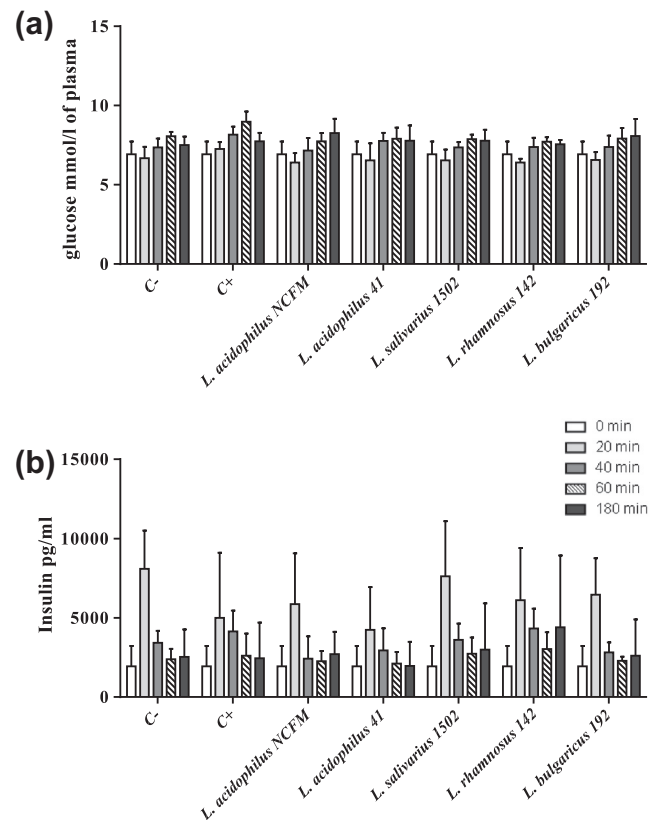 (a)
glucose mmol/l of plasma
15
10
5
0
C-
C+
L. acidophilus NCFM
L. acidophilus 41
L. salivarius 1502
L. rhamnosus 142
L. bulgaricus 192
(b)
Insulin pg/ml
15000
10000
5000
0
0 min
20 min
40 min
60 min
180 min
C-
C+
L. acidophilus NCFM
L. acidophilus 41
L. salivarius 1502
L. rhamnosus 142
L. bulgaricus 192